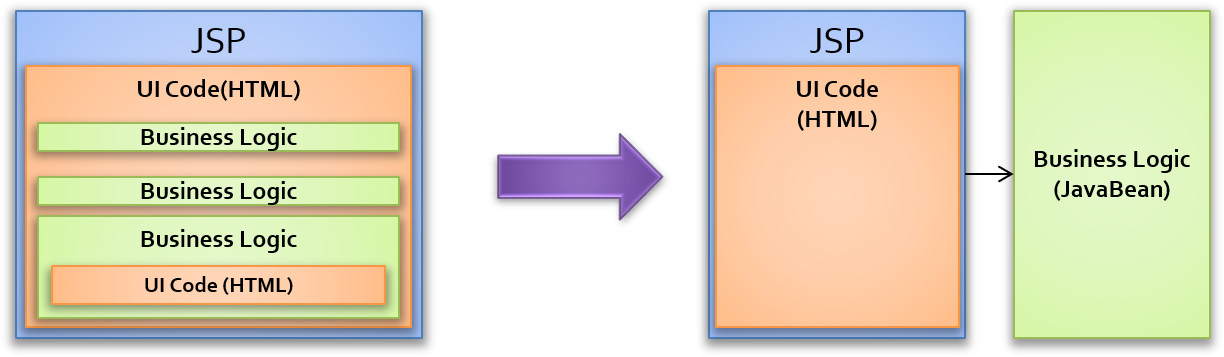 JSP
UI Code(HTML)
Business Logic
Business Logic
Business Logic
UI Code (HTML)
JSP
UI Code
(HTML)
Business Logic
(JavaBean)